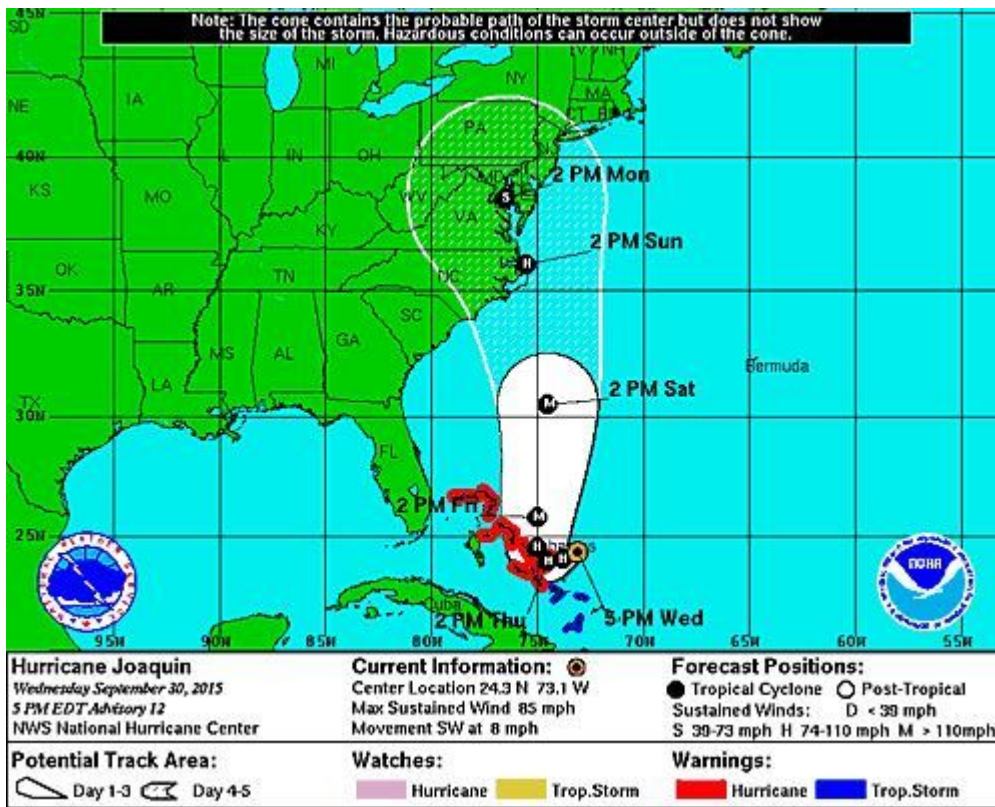 Note: The cone contains the probable path of the storm center but does not show
the size of the storm. Hazardous conditions can occur outside of the cone.
45N
SD
MI
NY
NH
MA
CT
NE
IA
PA
40N
IN
OH
NJ
MD
2 PM Mon
KS
MO
WV
S
VA
KY
2 PM Sun
H
OK
TN
NC
35N
AR
SC
MS
AL
GA
Bermuda
LA
TX
2 PM Sat
M
30N
FL
2 PM Fri
M
25N
H
H
H
NOAA
Cuba
2 PM Thu
5 PM Wed
95W
90W
85W
80W
75W
70W
65W
60W
55W
Hurricane Joaquin
Wednesday September 30, 2015
5 PM EDT Advisory 12
NWS National Hurricane Center
Current Information:
Center Location 24.3 N 73.1 W
Max Sustained Wind 85 mph
Movement SW at 8 mph
Forecast Positions:
Tropical Cyclone Post-Tropical
Sustained Winds: D < 39 mph
S 39-73 mph H 74-110 mph M > 110mph
Potential Track Area:
Day 1-3 Day 4-5
Watches:
Hurricane Trop.Storm
Warnings:
Hurricane Trop.Storm